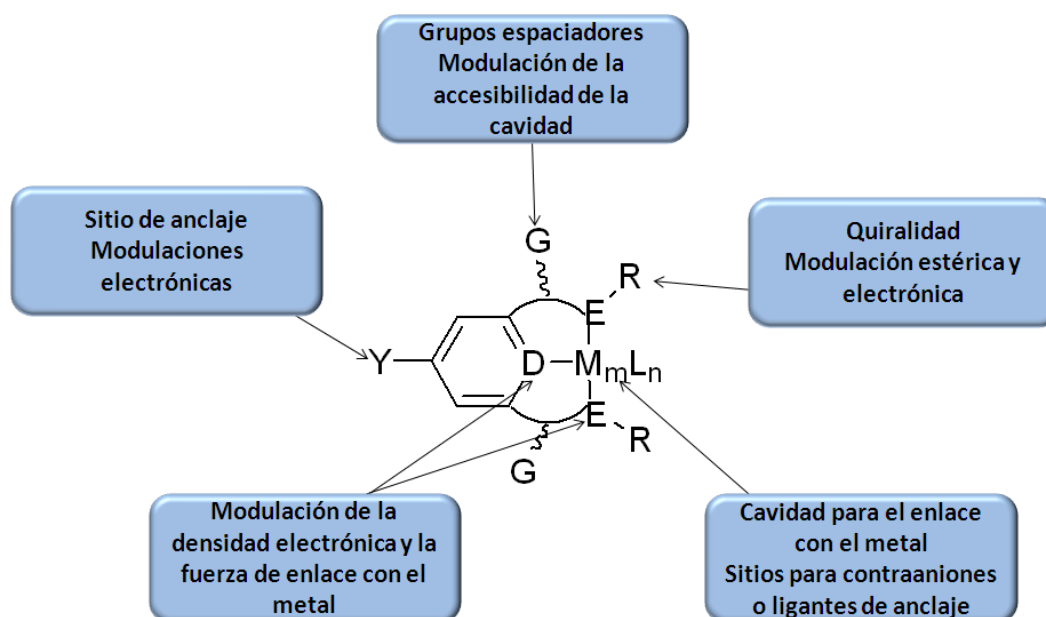 Grupos espaciadores
Modulación de la
accesibilidad de la
cavidad
Sitio de anclaje
Modulaciones
electrónicas
Quiralidad
Modulación estérica y
electrónica
G
R
E
Y
D
MmLn
E
R
G
Modulación de la
densidad electrónica y la
fuerza de enlace con el
metal
Cavidad para el enlace
con el metal
Sitios para contraaniones
o ligantes de anclaje